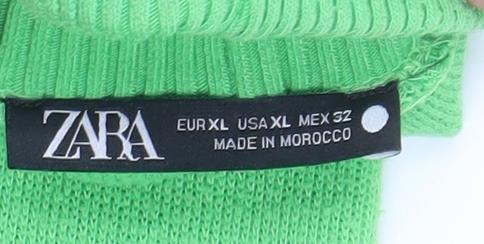 ZARA
EUR XL USA XL MEX 32
MADE IN MOROCCO